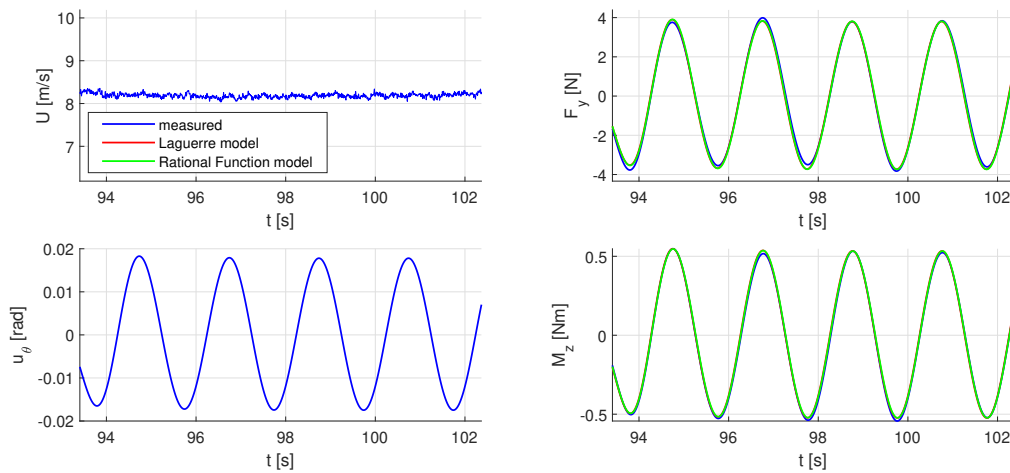 10
9
8
7
U [m/s]
measured
Laguerre model
Rational Function model
94 96 98 100 102
t [s]
4
2
0
-2
-4
F_y [N]
94 96 98 100 102
t [s]
0.02
0.01
0
-0.01
-0.02
u_θ [rad]
94 96 98 100 102
t [s]
0.5
0
-0.5
M_z [Nm]
94 96 98 100 102
t [s]